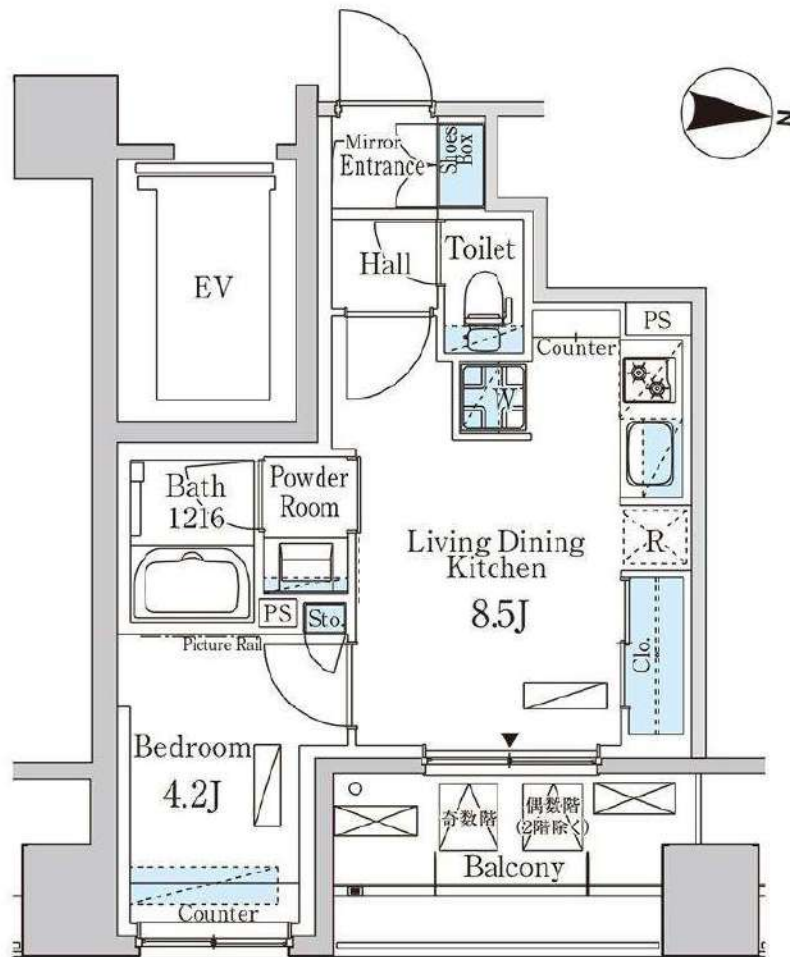 N
Mirror
Entrance
Shoes
Box
Hall
Toilet
EV
PS
Counter
W
Bath
1216
Powder
Room
Living Dining
Kitchen
8.5J
R
PS
Sto.
Clo.
Picture Rail
Bedroom
4.2J
奇数階
偶数階
(2階除く)
Balcony
Counter